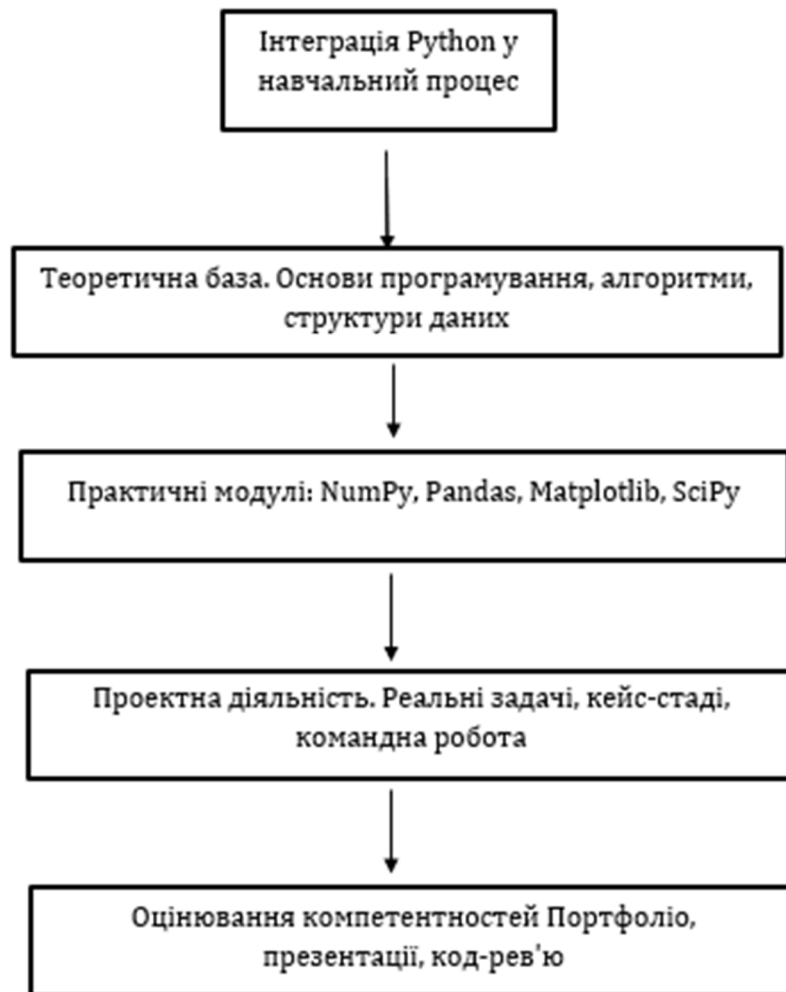 Інтеграція Python у
навчальний процес
Теоретична база. Основи програмування, алгоритми,
структури даних
Практичні модулі: NumPy, Pandas, Matplotlib, SciPy
Проектна діяльність. Реальні задачі, кейс-стаді,
командна робота
Оцінювання компетентностей Портфоліо,
презентації, код-рев'ю